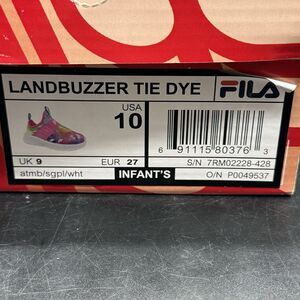 LANDBUZZER TIE DYE
FILA
USA
10
UK 9
EUR 27
atmb/sgpl/wht
INFANT'S
6 91115 80376 3
S/N 7RM02228-428
O/N P0049537